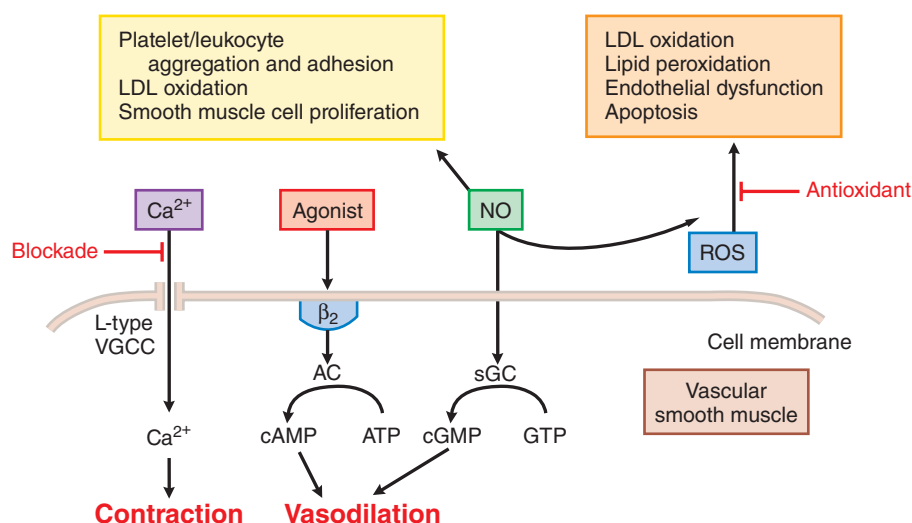 Platelet/leukocyte
aggregation and adhesion
LDL oxidation
Smooth muscle cell proliferation
LDL oxidation
Lipid peroxidation
Endothelial dysfunction
Apoptosis
Ca²⁺
Agonist
NO
Antioxidant
Blockade
ROS
β₂
L-type
VGCC
Cell membrane
AC
sGC
Vascular
smooth muscle
Ca²⁺
cAMP
ATP
cGMP
GTP
Contraction
Vasodilation